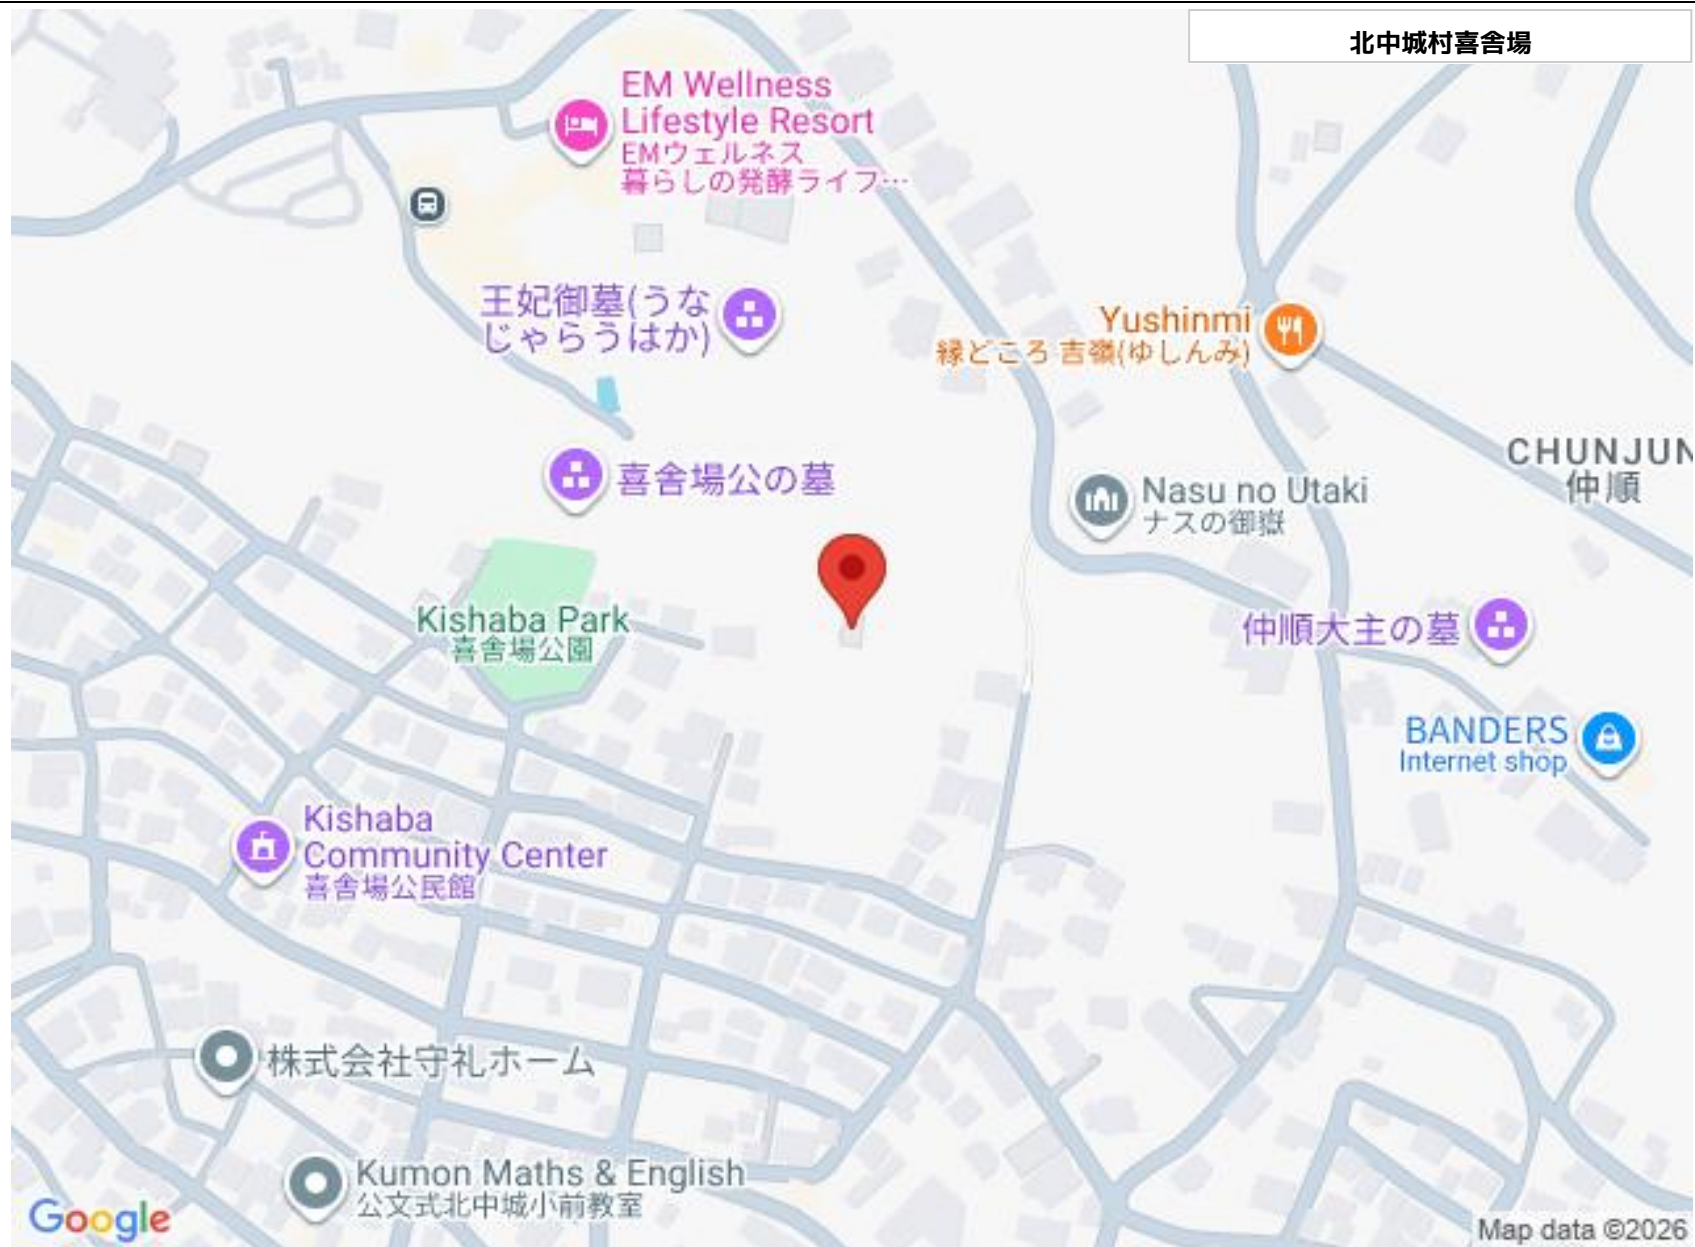 北中城村喜舎場
EM Wellness
Lifestyle Resort
EMウェルネス
暮らしの発酵ライフ…
王妃御墓(うな
じゃらうはか)
Yushinmi
縁どころ 吉嶺(ゆしんみ)
CHUNJUN
仲順
喜舎場公の墓
Nasu no Utaki
ナスの御嶽
Kishaba Park
喜舎場公園
仲順大主の墓
BANDERS
Internet shop
Kishaba
Community Center
喜舎場公民館
株式会社守礼ホーム
Kumon Maths & English
公文式北中城小前教室
Google
Map data ©2026